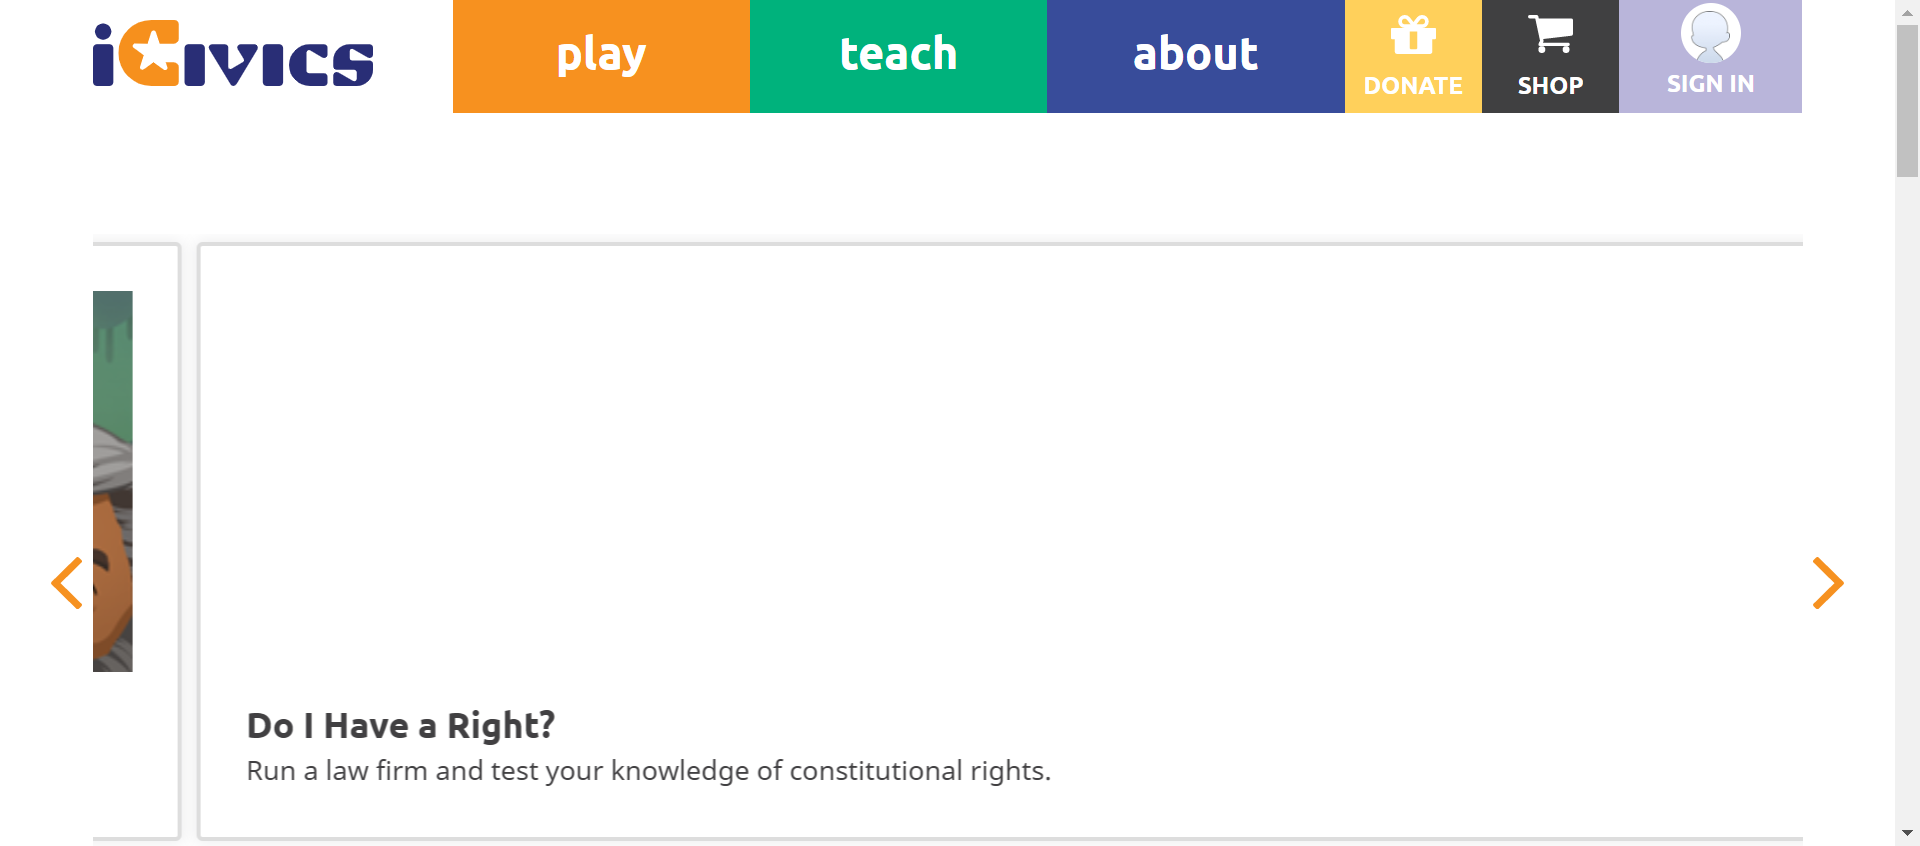 iCivics
play
teach
about
DONATE
SHOP
SIGN IN
Do I Have a Right?
Run a law firm and test your knowledge of constitutional rights.